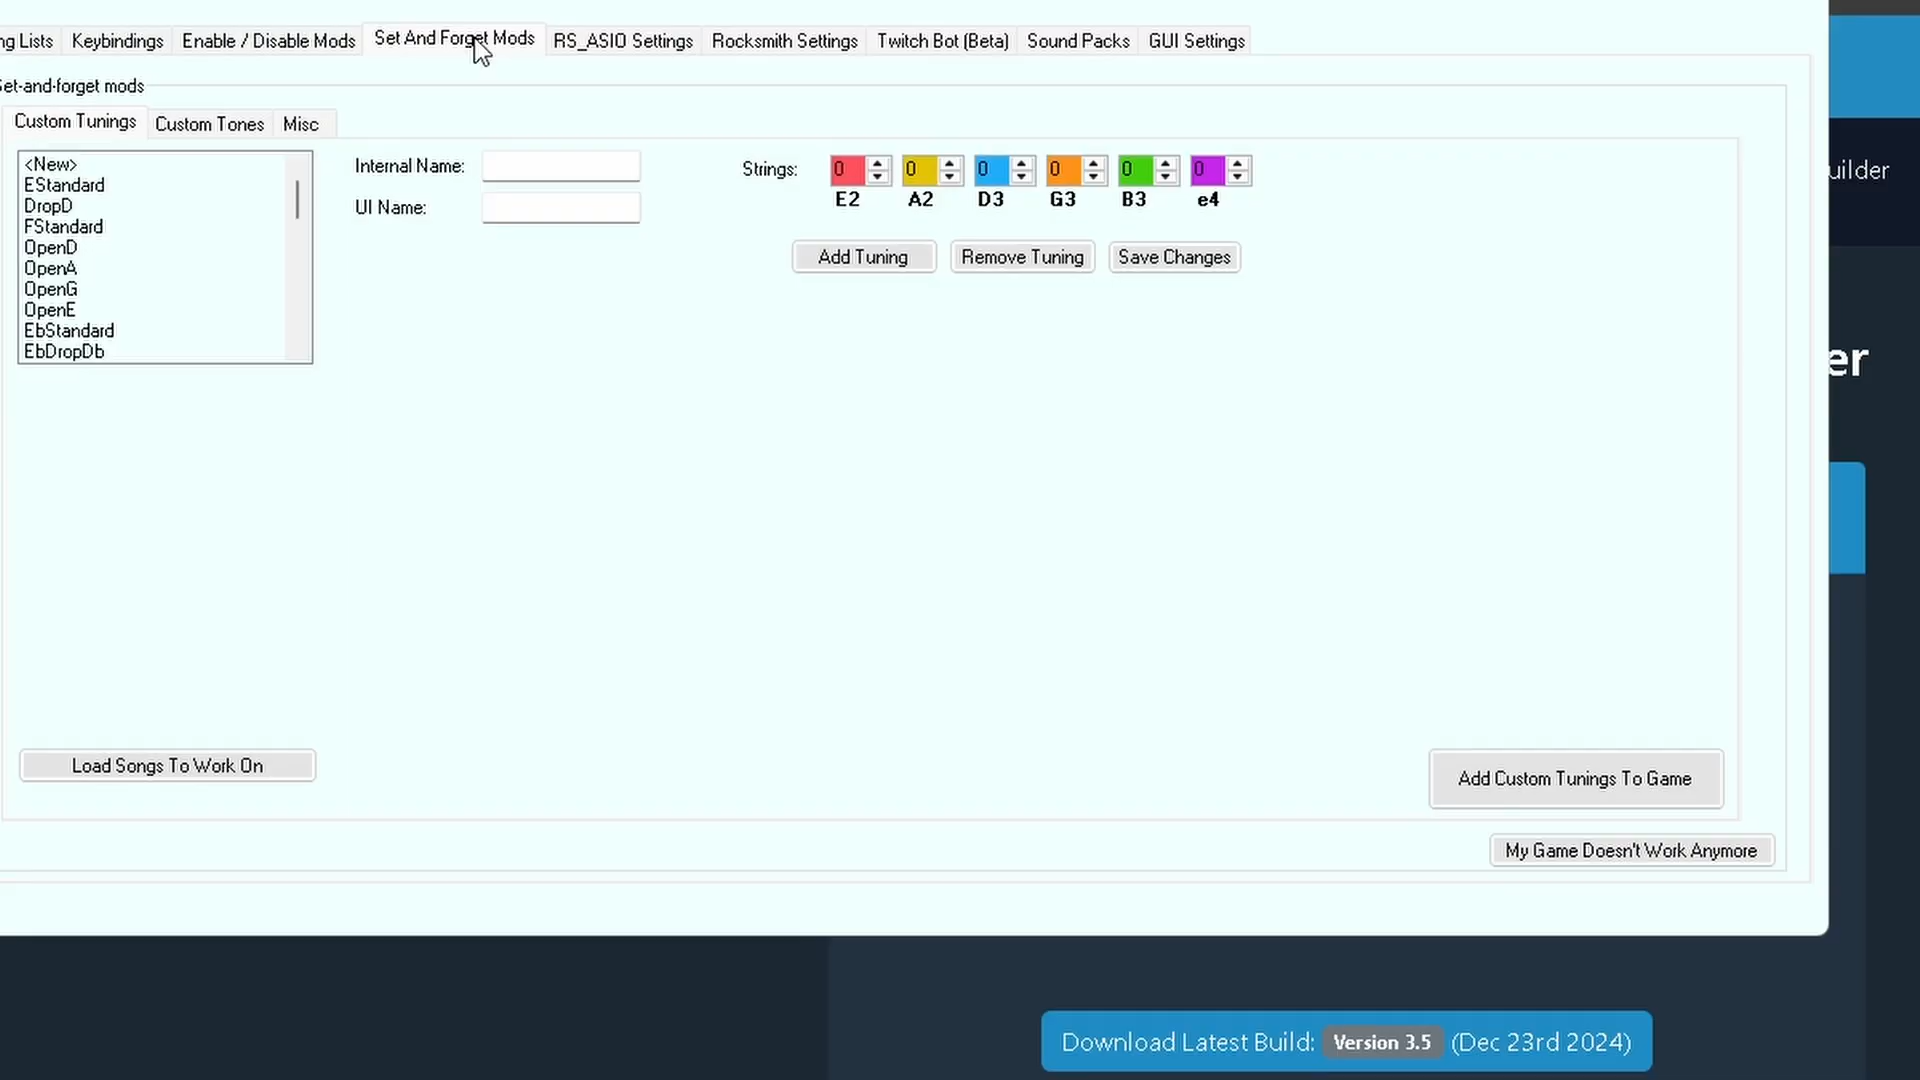 ng Lists Keybindings Enable / Disable Mods Set And Forget Mods RS_ASIO Settings Rocksmith Settings Twitch Bot (Beta) Sound Packs GUI Settings
Set-and-forget mods
Custom Tunings Custom Tones Misc
<New>
EStandard
DropD
FStandard
OpenD
OpenA
OpenG
OpenE
EbStandard
EbDropDb
Internal Name:
UI Name:
Strings: 0 0 0 0 0 0
E2 A2 D3 G3 B3 e4
Add Tuning Remove Tuning Save Changes
uilder
er
Load Songs To Work On
Add Custom Tunings To Game
My Game Doesn't Work Anymore
Download Latest Build: Version 3.5 (Dec 23rd 2024)